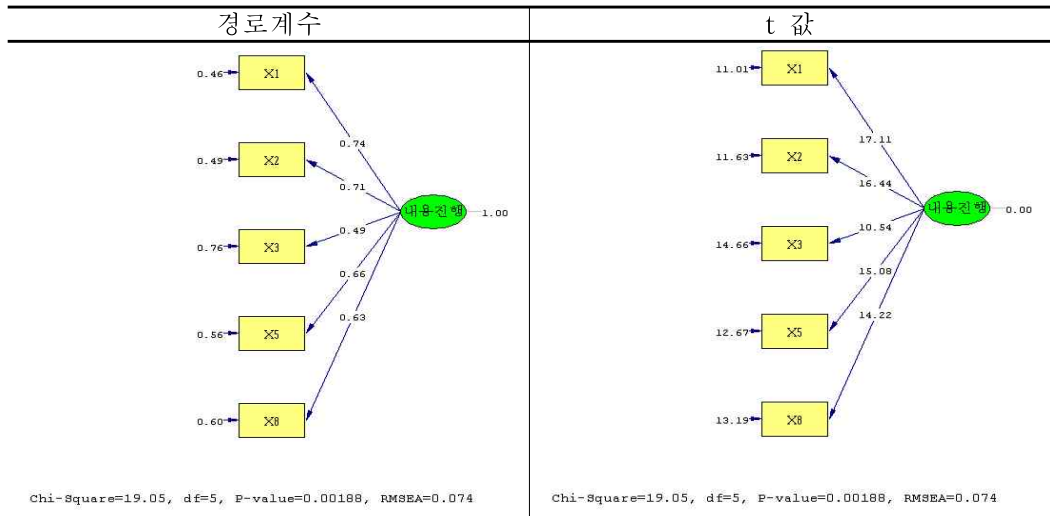 경로계수
t 값
0.46
X1
0.74
0.49
X2
0.71
내용진행
1.00
0.76
X3
0.49
0.66
0.56
X5
0.63
0.60
X8
Chi-Square=19.05, df=5, P-value=0.00188, RMSEA=0.074
11.01
X1
17.11
11.63
X2
16.44
내용진행
0.00
14.66
X3
10.54
15.08
12.67
X5
14.22
13.19
X8
Chi-Square=19.05, df=5, P-value=0.00188, RMSEA=0.074